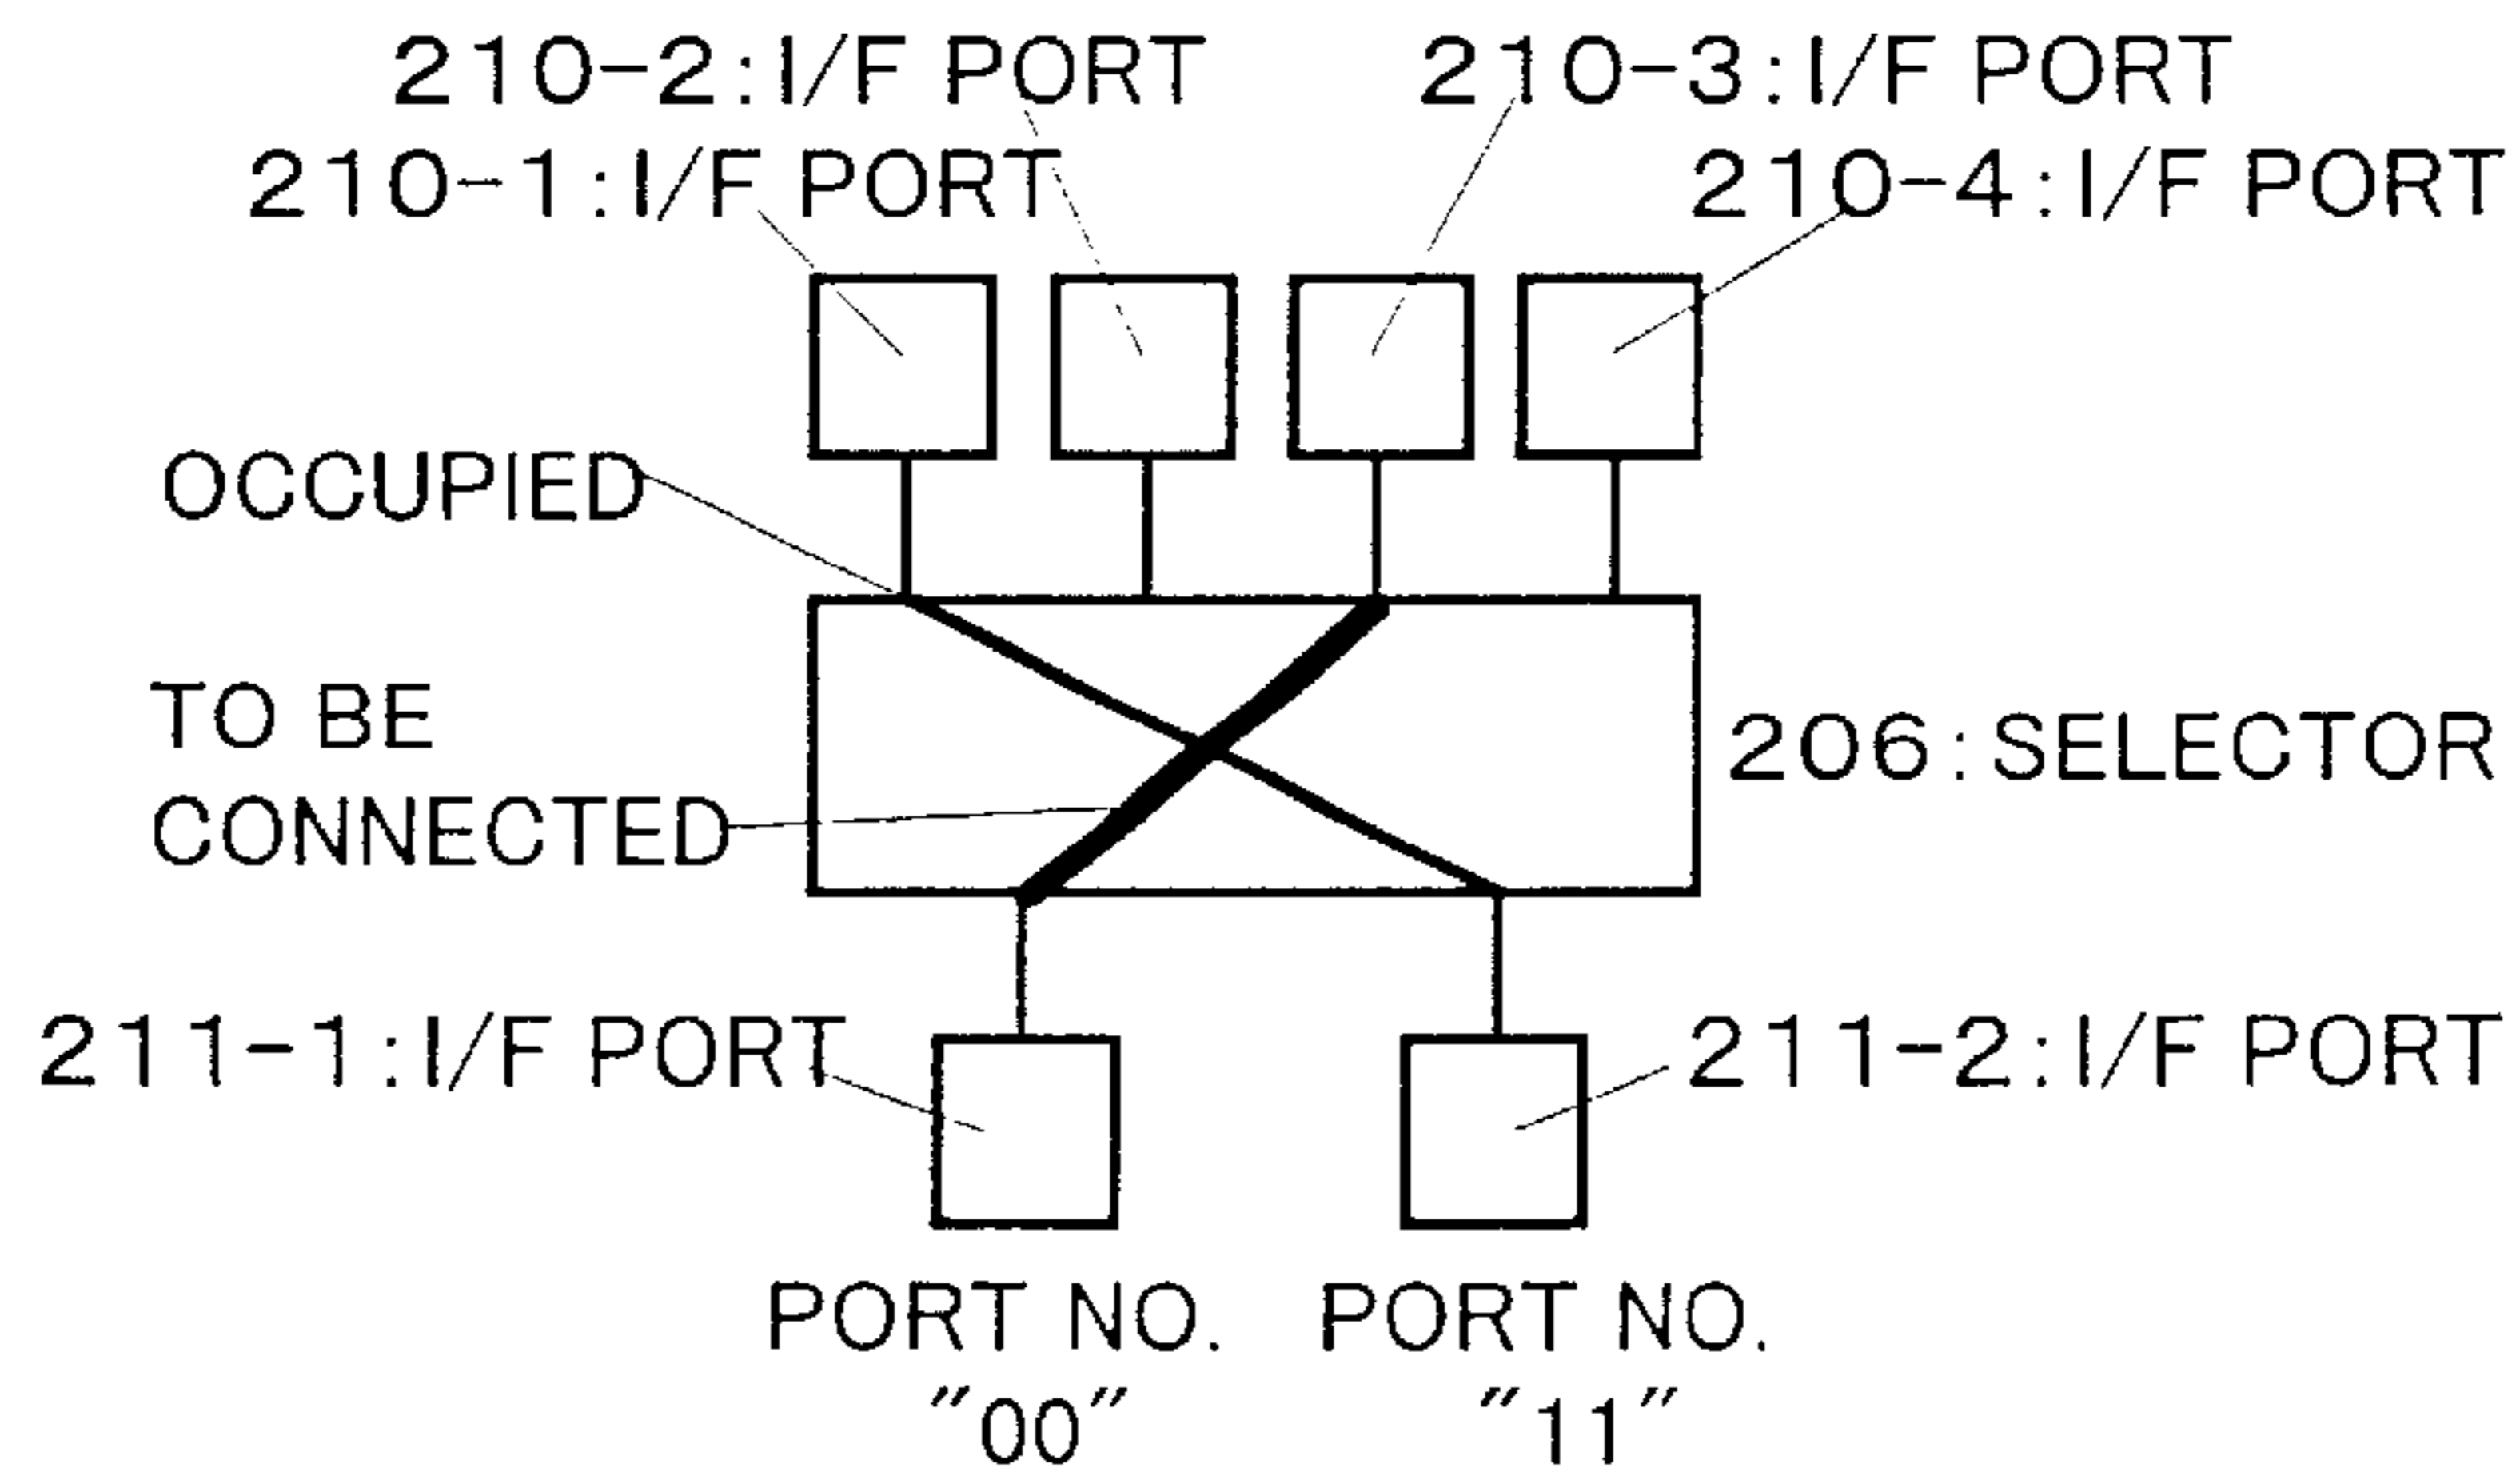 210-2:I/F PORT
210-3:I/F PORT
210-1:I/F PORT
210-4:I/F PORT
OCCUPIED
TO BE
CONNECTED
206:SELECTOR
211-1:I/F PORT
211-2:I/F PORT
PORT NO.
"00"
PORT NO.
"11"